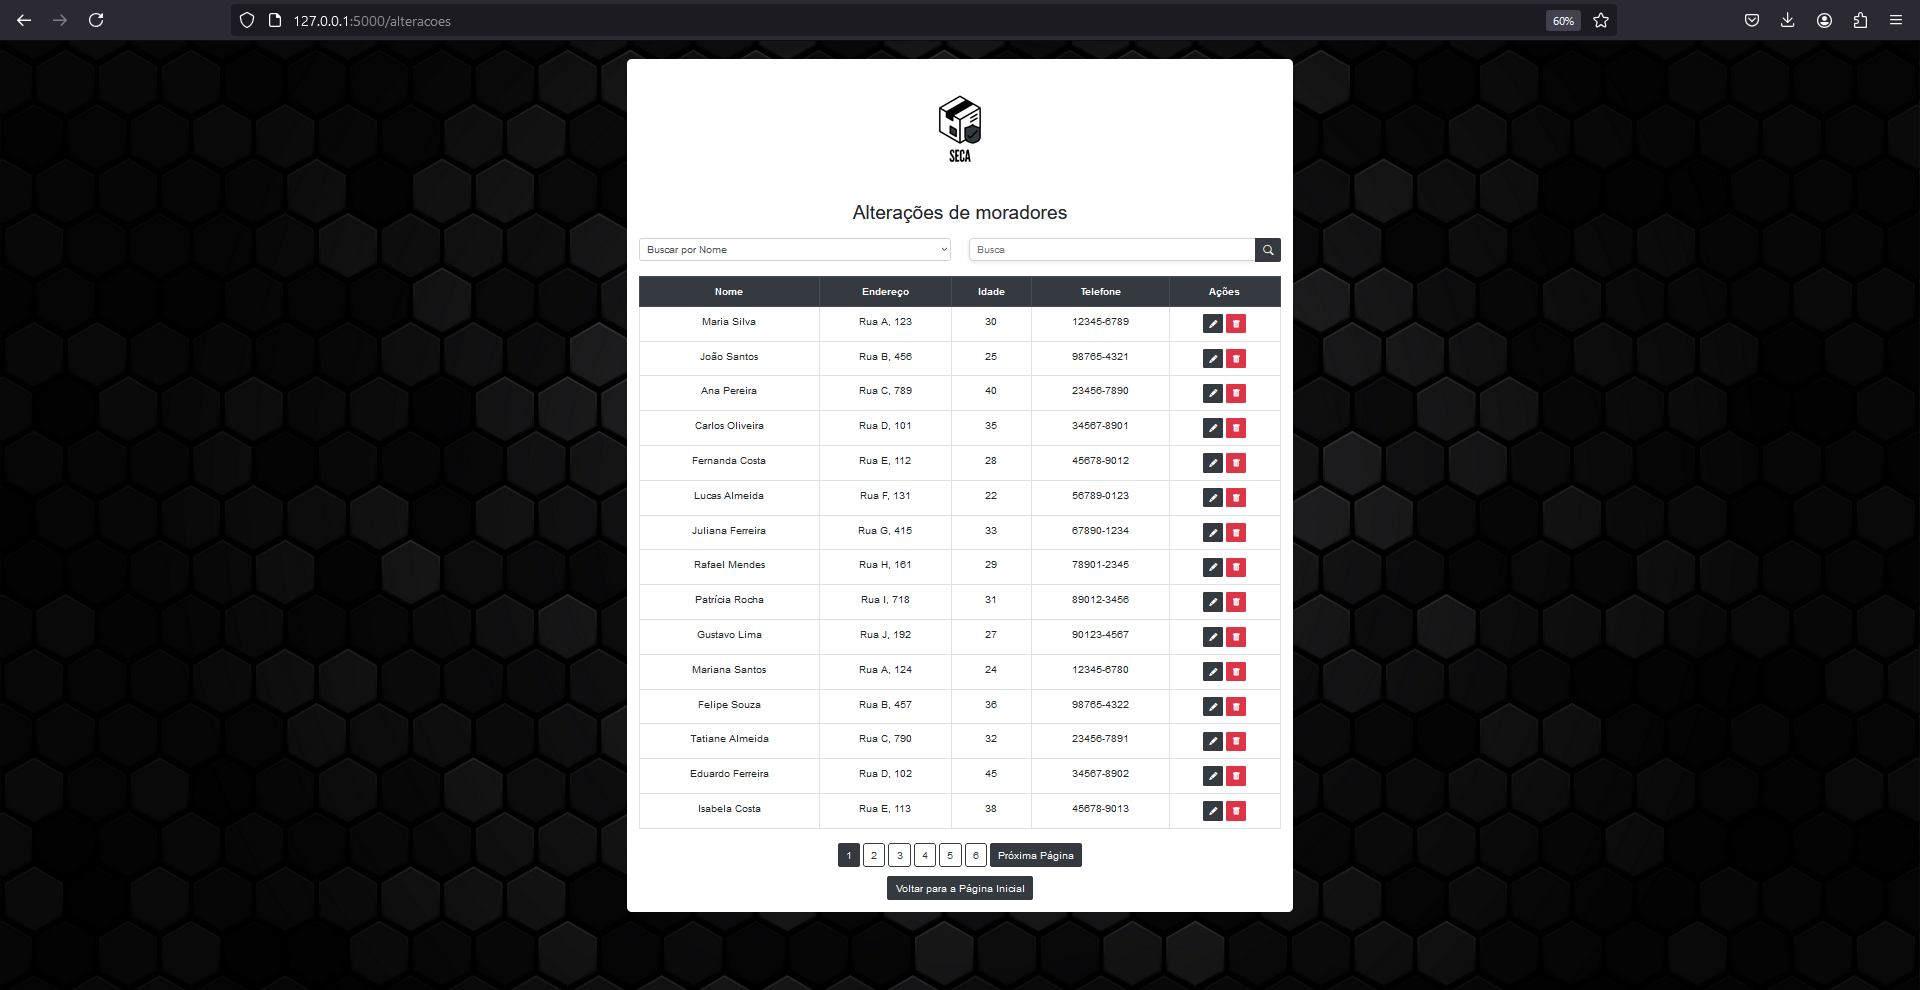 127.0.0.1:5000/alteracoes 60%
SECA
Alterações de moradores
Buscar por Nome Busca
Nome Endereço Idade Telefone Ações
Maria Silva Rua A, 123 30 12345-6789
João Santos Rua B, 456 25 98765-4321
Ana Pereira Rua C, 789 40 23456-7890
Carlos Oliveira Rua D, 101 35 34567-8901
Fernanda Costa Rua E, 112 28 45678-9012
Lucas Almeida Rua F, 131 22 56789-0123
Juliana Ferreira Rua G, 415 33 67890-1234
Rafael Mendes Rua H, 161 29 78901-2345
Patrícia Rocha Rua I, 718 31 89012-3456
Gustavo Lima Rua J, 192 27 90123-4567
Mariana Santos Rua A, 124 24 12345-6780
Felipe Souza Rua B, 457 36 98765-4322
Tatiane Almeida Rua C, 790 32 23456-7891
Eduardo Ferreira Rua D, 102 45 34567-8902
Isabela Costa Rua E, 113 38 45678-9013
1 2 3 4 5 6 Próxima Página
Voltar para a Página Inicial